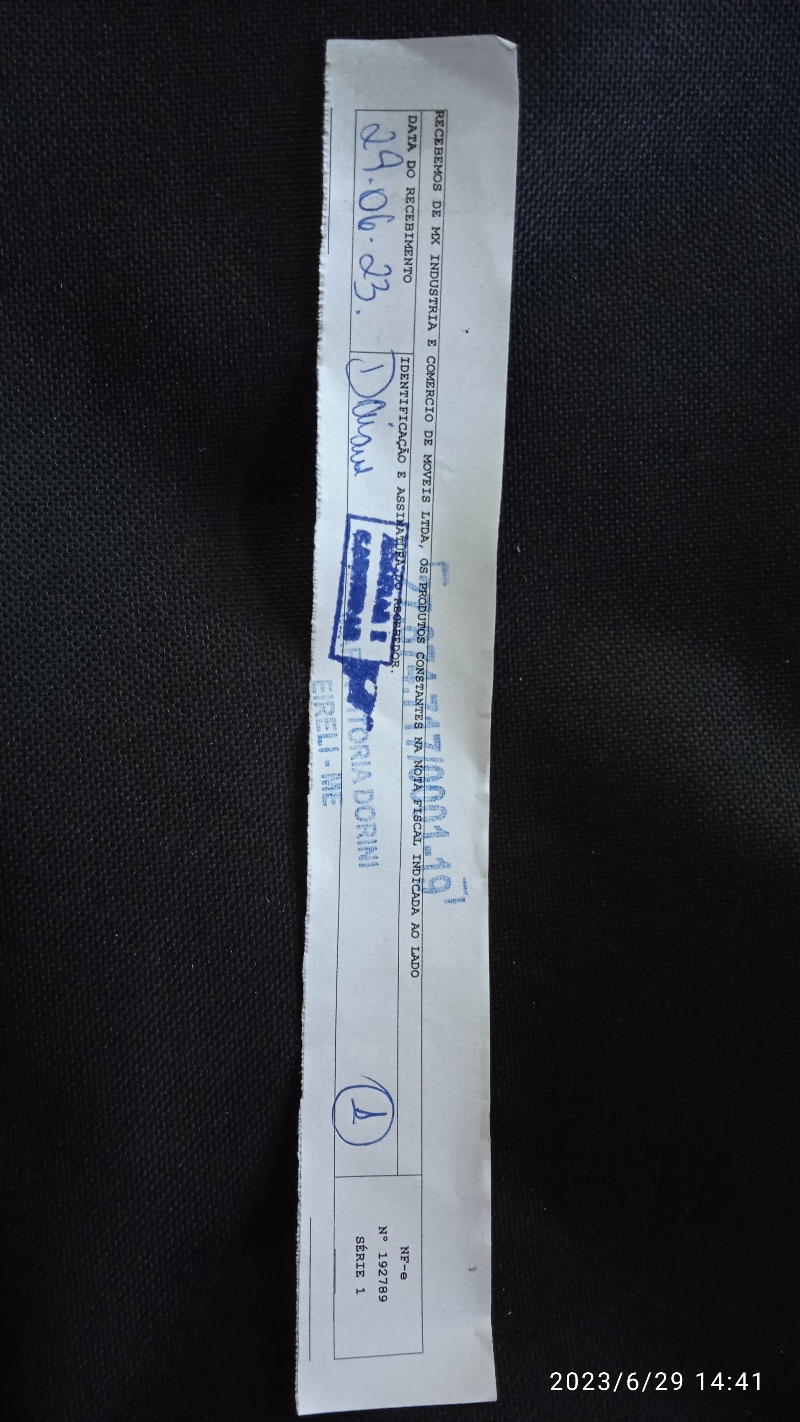 RECEBEMOS DE MX INDUSTRIA E COMERCIO DE MOVEIS LTDA, OS PRODUTOS CONSTANTES NA NOTA FISCAL INDICADA AO LADO
DATA DO RECEBIMENTO
29.06.23.
IDENTIFICAÇÃO E ASSINATURA DO RECEBEDOR.
DORINI
EIRELI-ME
1
NF-e
Nº 192789
SÉRIE 1
2023/6/29 14:41